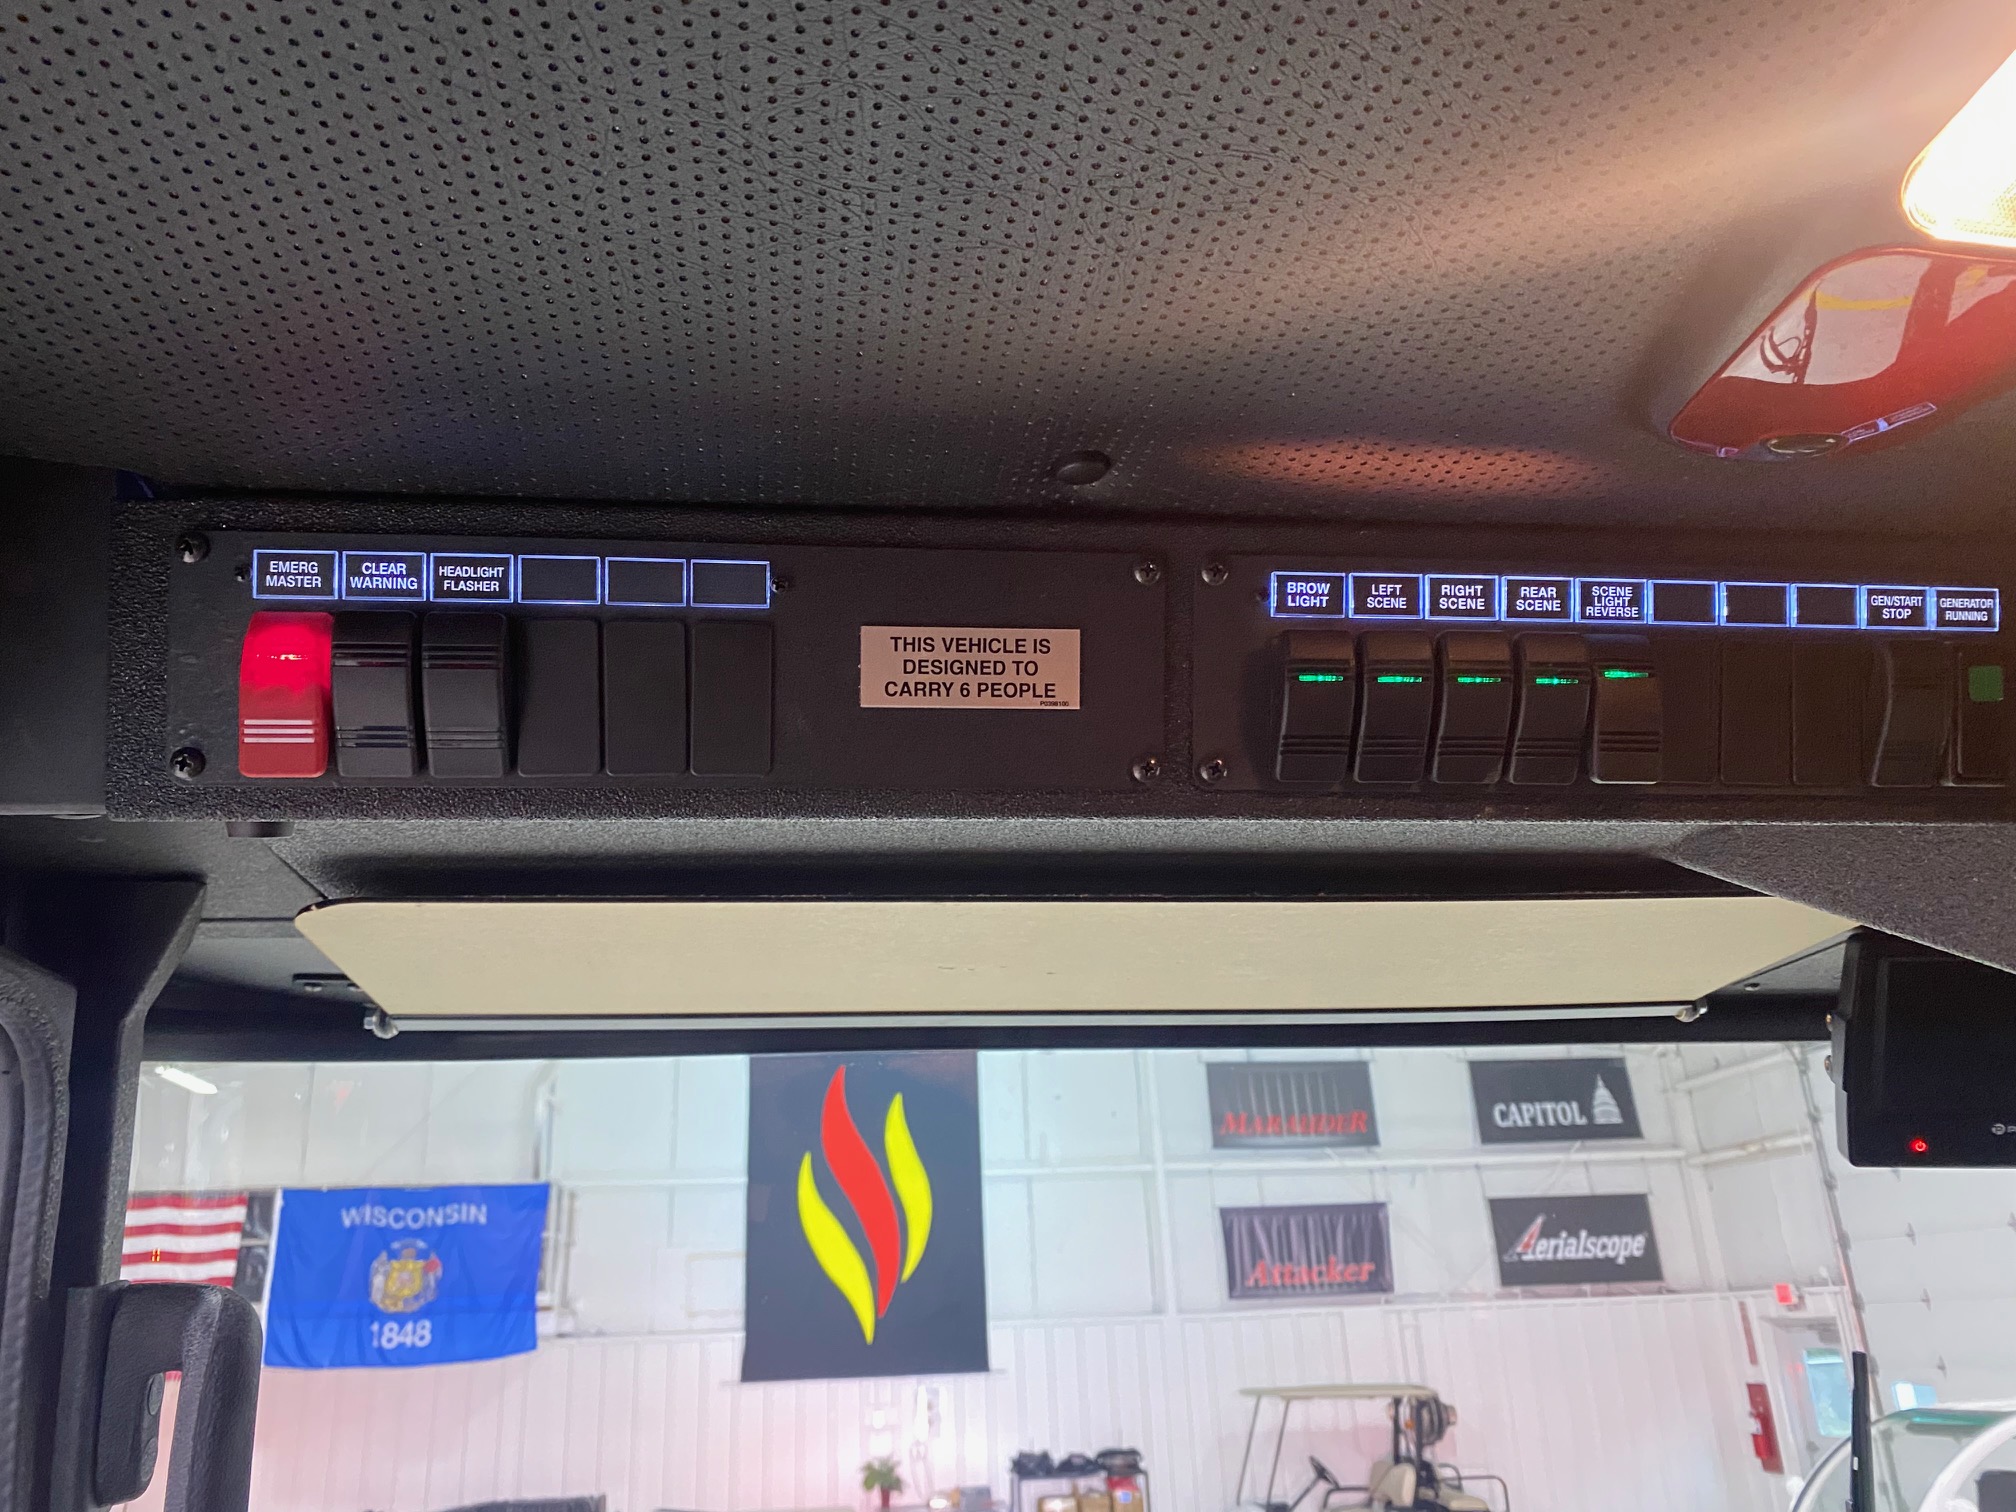 EMERG
MASTER
CLEAR
WARNING
HEADLIGHT
FLASHER
THIS VEHICLE IS
DESIGNED TO
CARRY 6 PEOPLE
BROW
LIGHT
LEFT
SCENE
RIGHT
SCENE
REAR
SCENE
SCENE
LIGHT
REVERSE
GEN/START
STOP
GENERATOR
RUNNING
WISCONSIN
1848
MARAUDER
CAPITOL
Attacker
Aerialscope